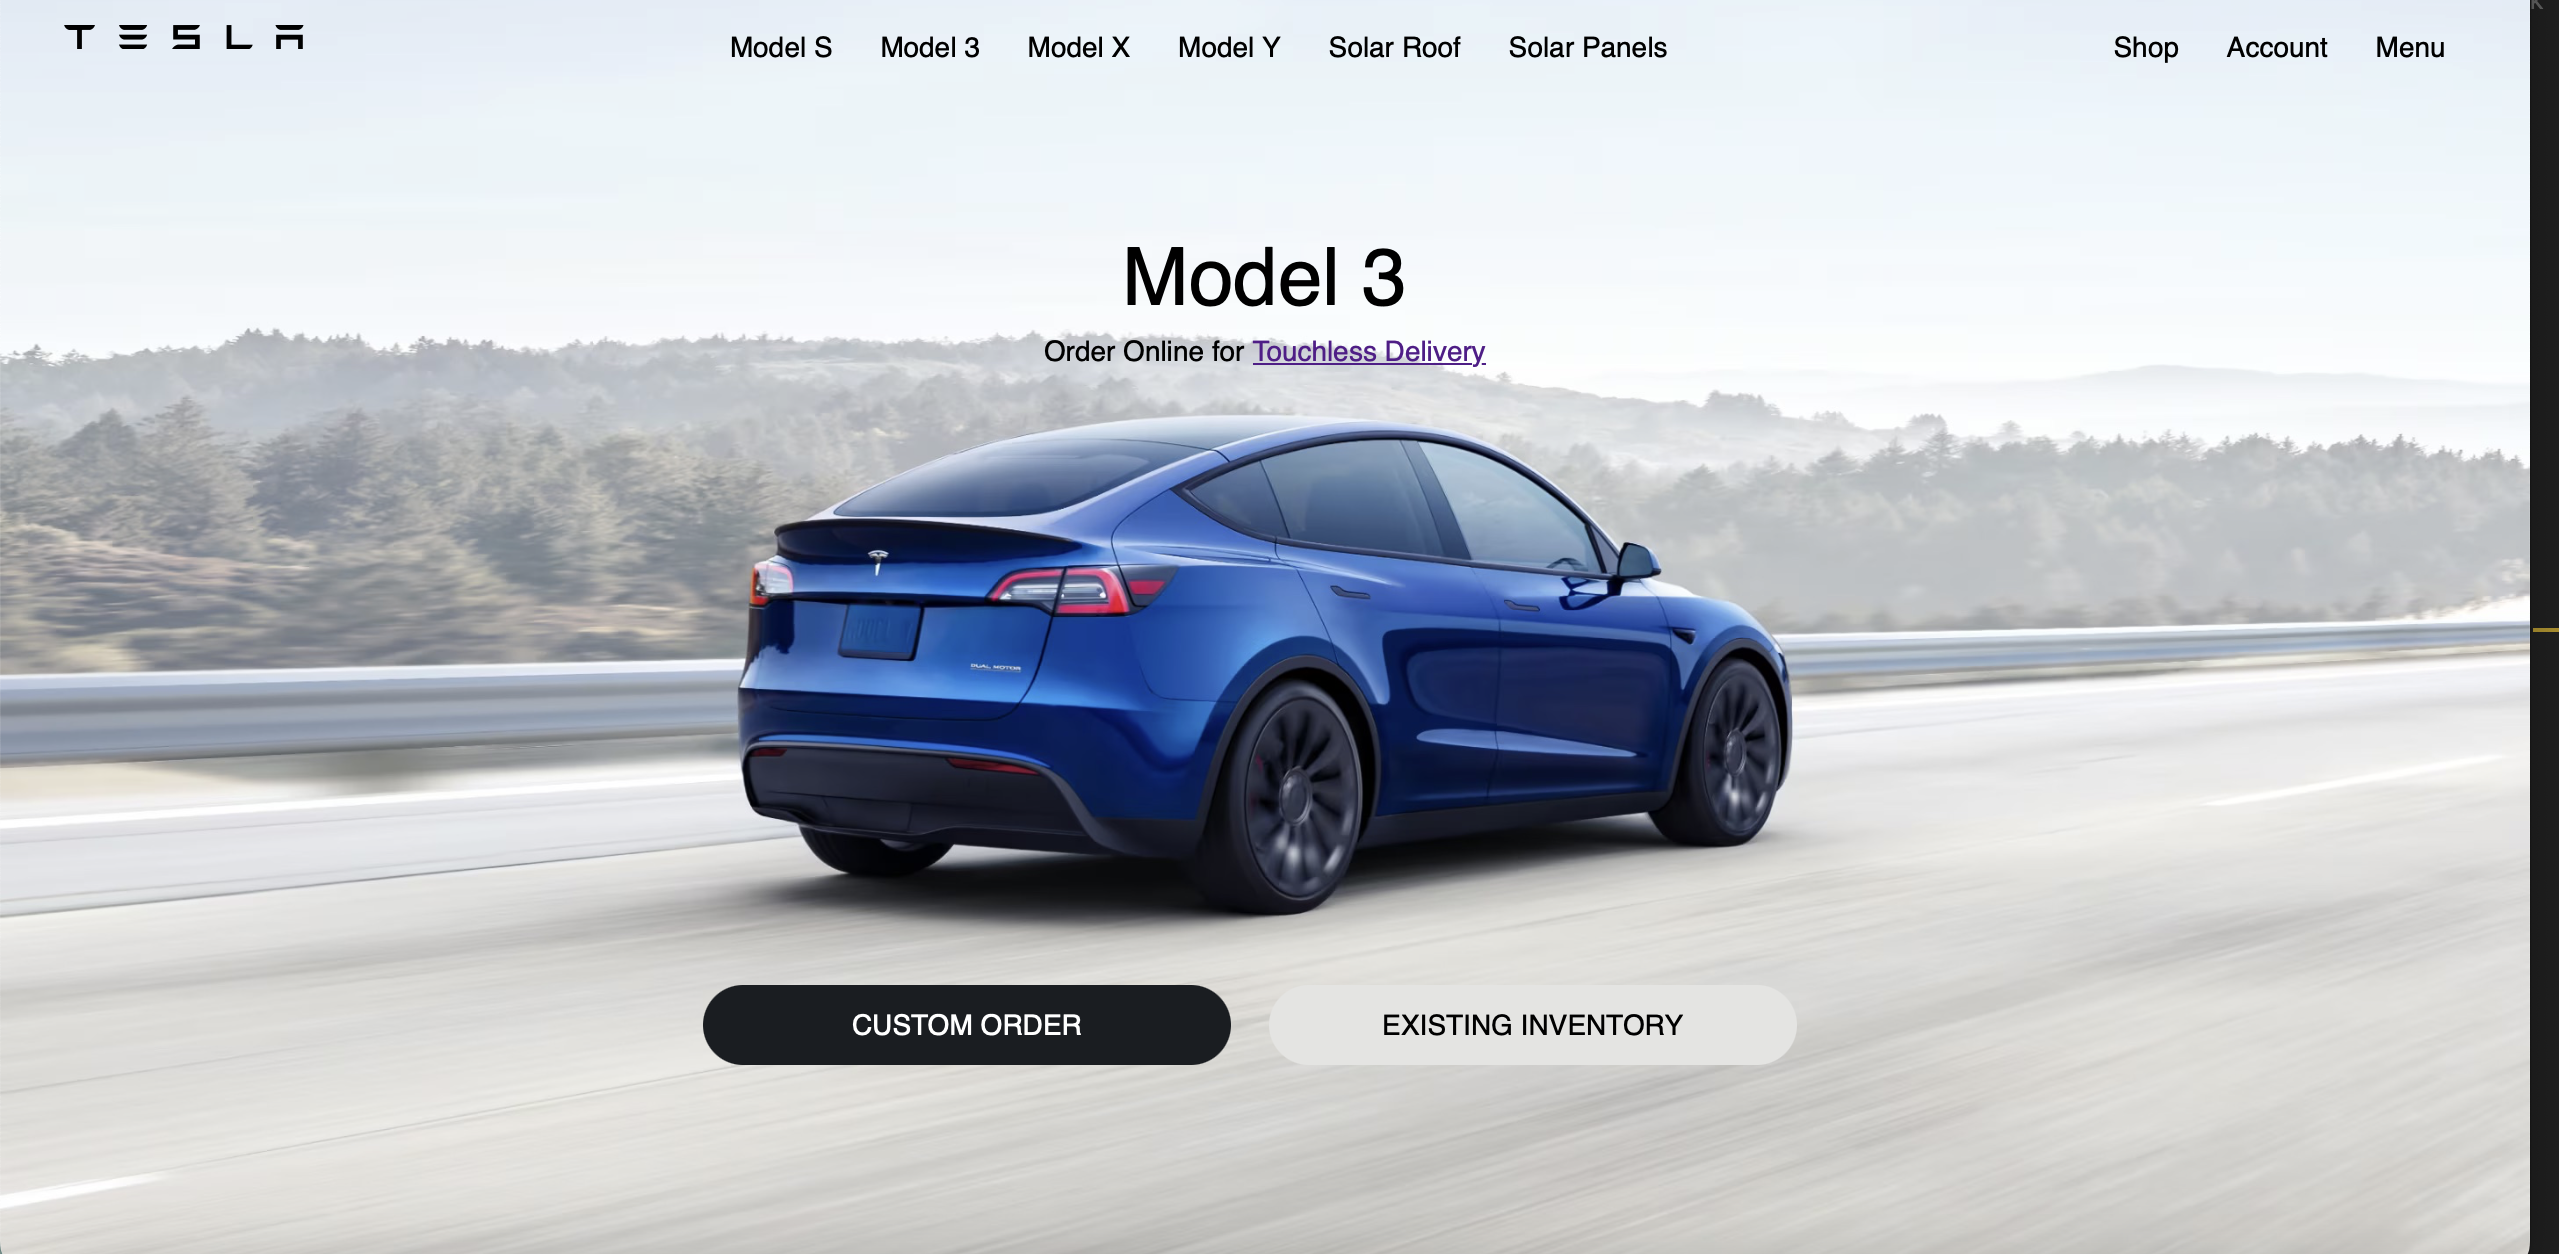 TESLA
Model S Model 3 Model X Model Y Solar Roof Solar Panels
Shop Account Menu
Model 3
Order Online for Touchless Delivery
DUAL MOTOR
CUSTOM ORDER
EXISTING INVENTORY